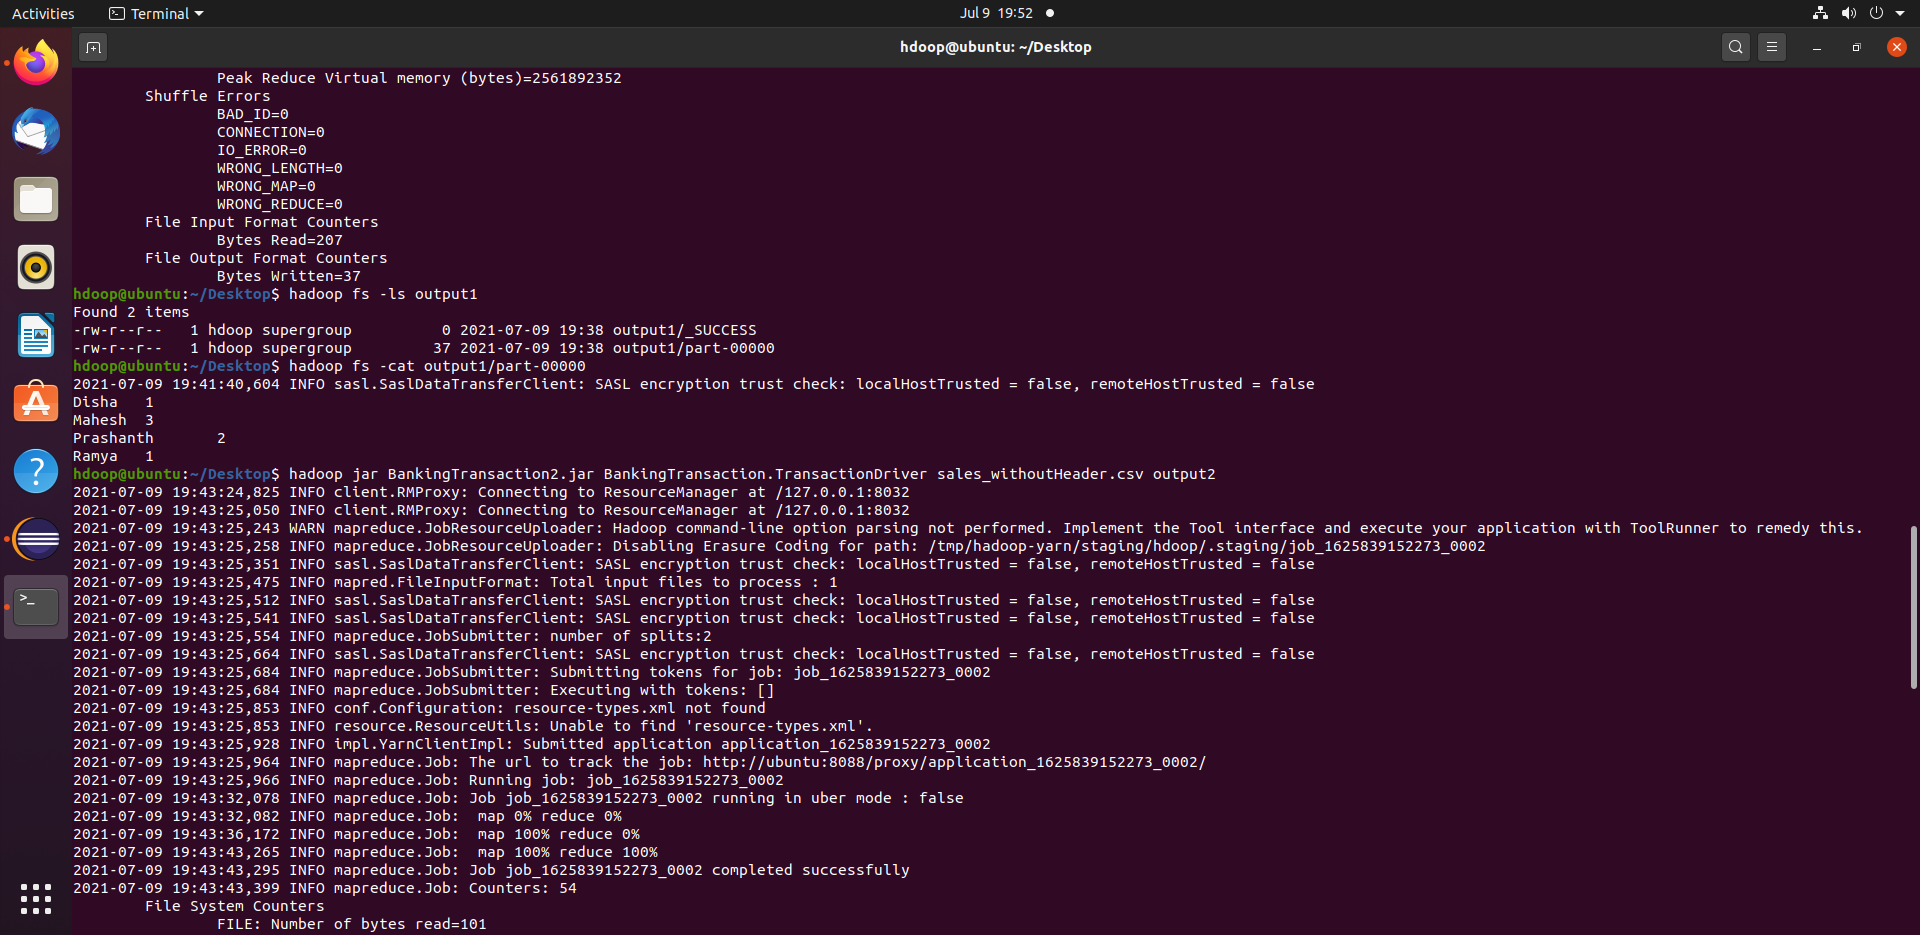 Activities
Terminal
Jul 9 19:52
hdoop@ubuntu: ~/Desktop
Peak Reduce Virtual memory (bytes)=2561892352
Shuffle Errors
BAD_ID=0
CONNECTION=0
IO_ERROR=0
WRONG_LENGTH=0
WRONG_MAP=0
WRONG_REDUCE=0
File Input Format Counters
Bytes Read=207
File Output Format Counters
Bytes Written=37
hdoop@ubuntu:~/Desktop$ hadoop fs -ls output1
Found 2 items
-rw-r--r--   1 hdoop supergroup          0 2021-07-09 19:38 output1/_SUCCESS
-rw-r--r--   1 hdoop supergroup         37 2021-07-09 19:38 output1/part-00000
hdoop@ubuntu:~/Desktop$ hadoop fs -cat output1/part-00000
2021-07-09 19:41:40,604 INFO sasl.SaslDataTransferClient: SASL encryption trust check: localHostTrusted = false, remoteHostTrusted = false
Disha   1
Mahesh  3
Prashanth       2
Ramya   1
hdoop@ubuntu:~/Desktop$ hadoop jar BankingTransaction2.jar BankingTransaction.TransactionDriver sales_withoutHeader.csv output2
2021-07-09 19:43:24,825 INFO client.RMProxy: Connecting to ResourceManager at /127.0.0.1:8032
2021-07-09 19:43:25,050 INFO client.RMProxy: Connecting to ResourceManager at /127.0.0.1:8032
2021-07-09 19:43:25,243 WARN mapreduce.JobResourceUploader: Hadoop command-line option parsing not performed. Implement the Tool interface and execute your application with ToolRunner to remedy this.
2021-07-09 19:43:25,258 INFO mapreduce.JobResourceUploader: Disabling Erasure Coding for path: /tmp/hadoop-yarn/staging/hdoop/.staging/job_1625839152273_0002
2021-07-09 19:43:25,351 INFO sasl.SaslDataTransferClient: SASL encryption trust check: localHostTrusted = false, remoteHostTrusted = false
2021-07-09 19:43:25,475 INFO mapred.FileInputFormat: Total input files to process : 1
2021-07-09 19:43:25,512 INFO sasl.SaslDataTransferClient: SASL encryption trust check: localHostTrusted = false, remoteHostTrusted = false
2021-07-09 19:43:25,541 INFO sasl.SaslDataTransferClient: SASL encryption trust check: localHostTrusted = false, remoteHostTrusted = false
2021-07-09 19:43:25,554 INFO mapreduce.JobSubmitter: number of splits:2
2021-07-09 19:43:25,664 INFO sasl.SaslDataTransferClient: SASL encryption trust check: localHostTrusted = false, remoteHostTrusted = false
2021-07-09 19:43:25,684 INFO mapreduce.JobSubmitter: Submitting tokens for job: job_1625839152273_0002
2021-07-09 19:43:25,684 INFO mapreduce.JobSubmitter: Executing with tokens: []
2021-07-09 19:43:25,853 INFO conf.Configuration: resource-types.xml not found
2021-07-09 19:43:25,853 INFO resource.ResourceUtils: Unable to find 'resource-types.xml'.
2021-07-09 19:43:25,928 INFO impl.YarnClientImpl: Submitted application application_1625839152273_0002
2021-07-09 19:43:25,964 INFO mapreduce.Job: The url to track the job: http://ubuntu:8088/proxy/application_1625839152273_0002/
2021-07-09 19:43:25,966 INFO mapreduce.Job: Running job: job_1625839152273_0002
2021-07-09 19:43:32,078 INFO mapreduce.Job: Job job_1625839152273_0002 running in uber mode : false
2021-07-09 19:43:32,082 INFO mapreduce.Job:  map 0% reduce 0%
2021-07-09 19:43:36,172 INFO mapreduce.Job:  map 100% reduce 0%
2021-07-09 19:43:43,265 INFO mapreduce.Job:  map 100% reduce 100%
2021-07-09 19:43:43,295 INFO mapreduce.Job: Job job_1625839152273_0002 completed successfully
2021-07-09 19:43:43,399 INFO mapreduce.Job: Counters: 54
File System Counters
FILE: Number of bytes read=101